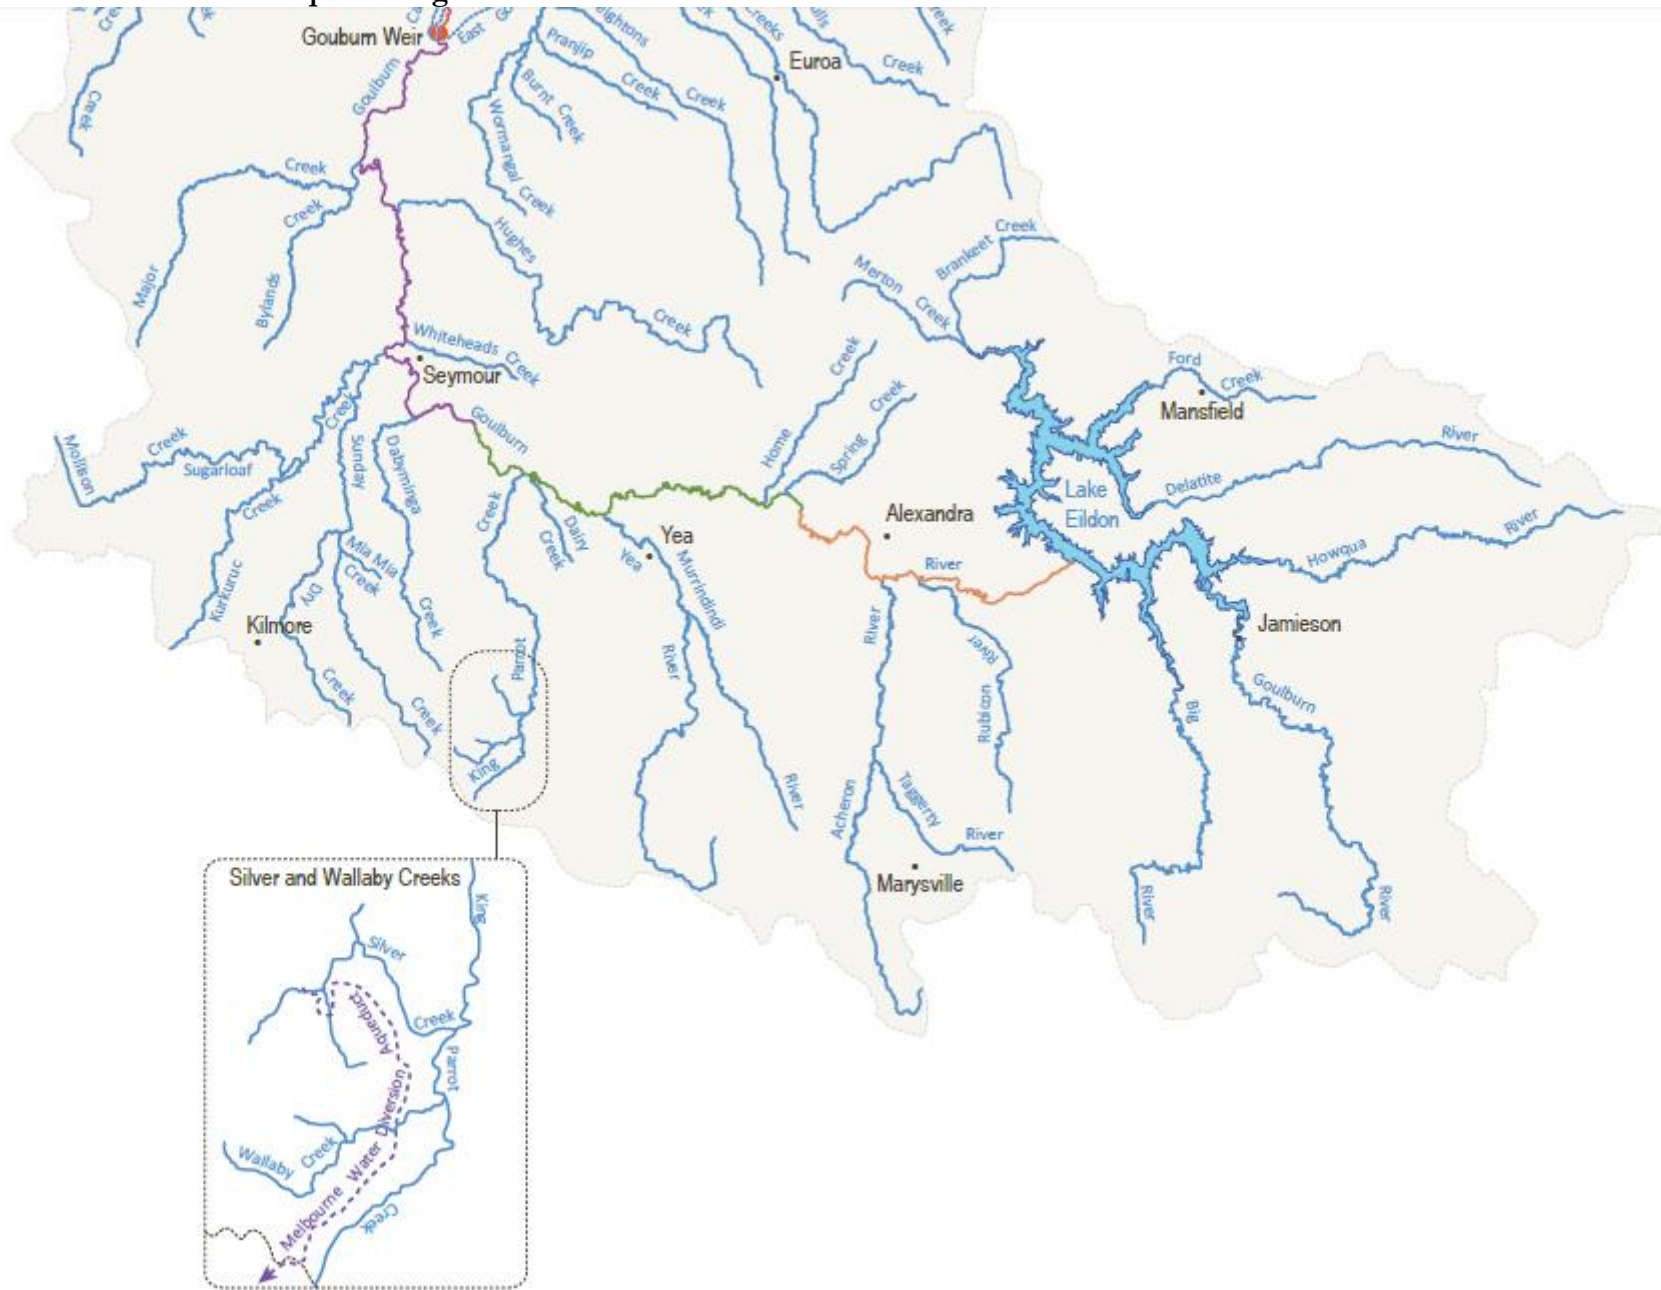 Creek
Goulburn Weir
East
Creeks
Pranjip
Creek
Creek
Euroa
Creek
Creek
Goulburn
Burnt Creek
Wormangal Creek
Creek
Creek
Major
Bylands
Hughes
Creek
Brankeet Creek
Merton
Creek
Whiteheads Creek
Seymour
Goulburn
Home
Creek
Spring
Creek
Ford
Creek
Mansfield
Delatite
River
Lake
Eildon
Howqua
River
Jamieson
Goulburn
River
Big
River
Mollison
Creek
Sugarloaf
Creek
Creek
Sunday
Dabyminga
Creek
Kurkuruc
Kilmore
Dry
Creek
Mia Mia
Creek
Creek
Creek
Parrot
King
Dairy
Creek
Yea
Yea
River
Murrindindi
River
Alexandra
River
River
Acheron
Rubicon
River
Taggerty
River
Marysville
Silver and Wallaby Creeks
King
Silver
Creek
Parrot
Creek
Aquaduct
Wallaby
Creek
Melbourne Water Diversion